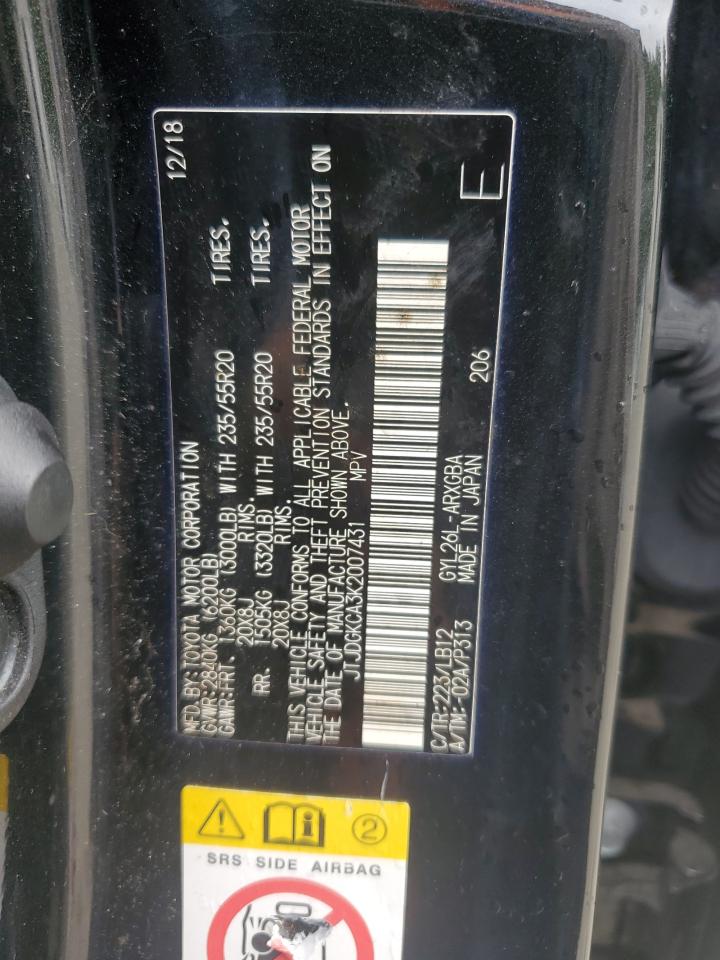 MFD.BY:TOYOTA MOTOR CORPORATION 12/18
GVWR:2840KG (6200LB)
GAWR:FRT. 1360KG (3000LB) WITH 235/55R20 TIRES.
20X8J RIMS.
RR. 1505KG (3320LB) WITH 235/55R20 TIRES.
20X8J RIMS.
THIS VEHICLE CONFORMS TO ALL APPLICABLE FEDERAL MOTOR
VEHICLE SAFETY AND THEFT PREVENTION STANDARDS IN EFFECT ON
THE DATE OF MANUFACTURE SHOWN ABOVE.
JTJDGKCA3K2007431 MPV
C/TR:223/LB12 GYL26L-ARXGBA
A/TM:-02A/P313 MADE IN JAPAN 206
E
2
SRS SIDE AIRBAG